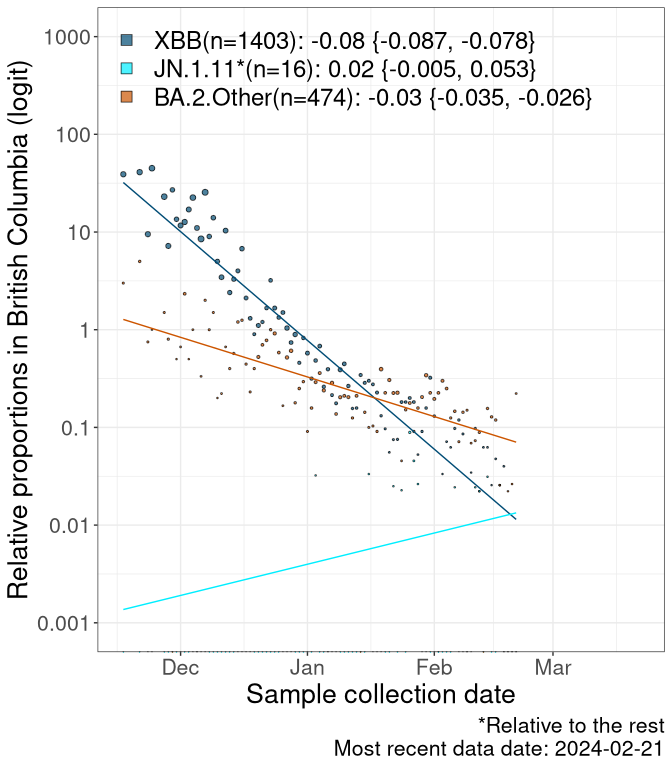 XBB(n=1403): -0.08 {-0.087, -0.078}
JN.1.11*(n=16): 0.02 {-0.005, 0.053}
BA.2.Other(n=474): -0.03 {-0.035, -0.026}
Relative proportions in British Columbia (logit)
1000
100
10
1
0.1
0.01
0.001
Dec Jan Feb Mar
Sample collection date
*Relative to the rest
Most recent data date: 2024-02-21